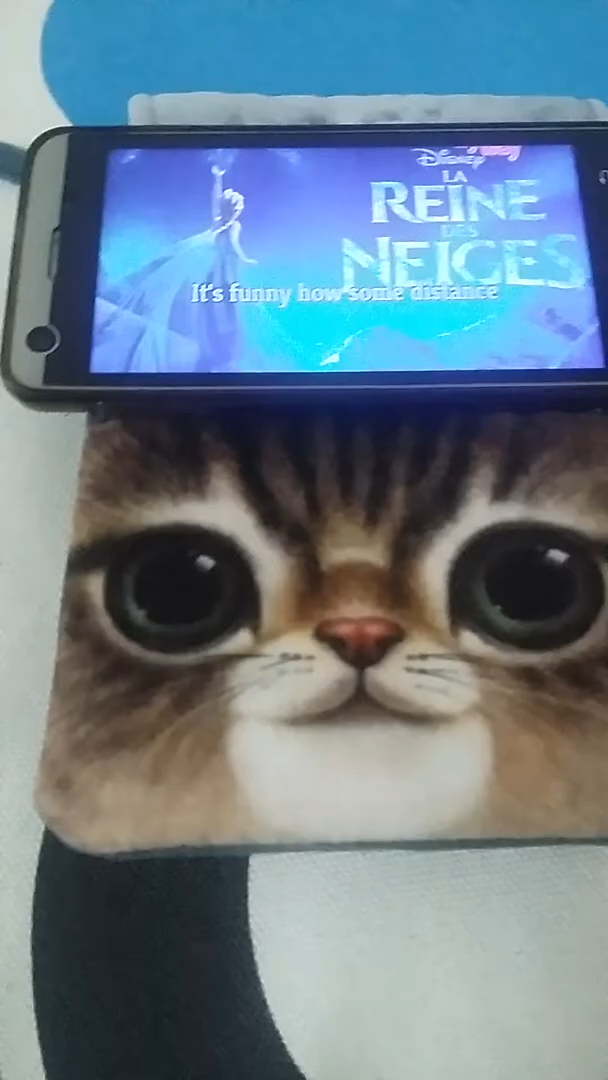 Disney
LA
REINE
DES
NEIGES
It's funny how some distance